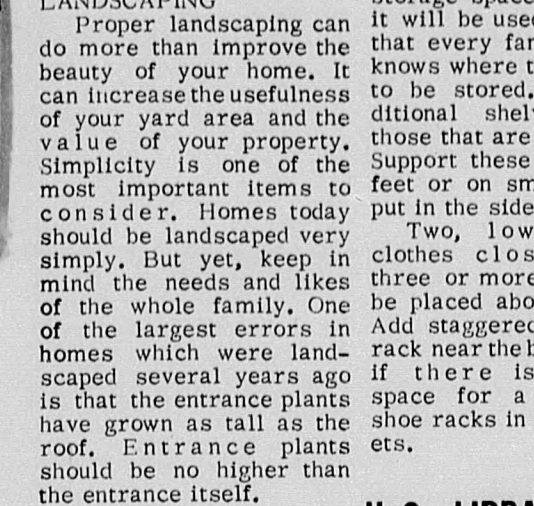 LANDSCAPING
Proper landscaping can
do more than improve the
beauty of your home. It
can increase the usefulness
of your yard area and the
value of your property.
Simplicity is one of the
most important items to
consider. Homes today
should be landscaped very
simply. But yet, keep in
mind the needs and likes
of the whole family. One
of the largest errors in
homes which were land-
scaped several years ago
is that the entrance plants
have grown as tall as the
roof. Entrance plants
should be no higher than
the entrance itself.
it will be used
that every
knows where
to be stored.
ditional
those that are
Support these
feet or on
put in the side
Two, low
clothes
three or more
be placed
Add staggered
rack near the
if there is
space for a
shoe racks in
ets.